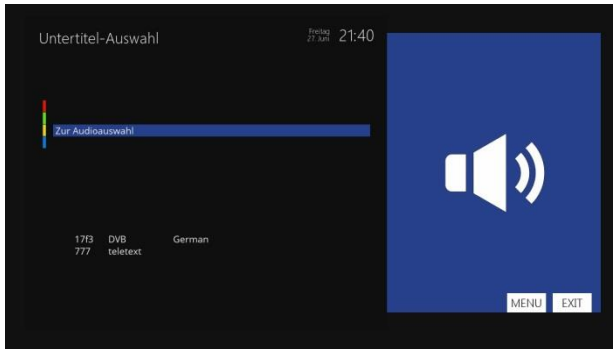 Untertitel-Auswahl
Freitag
27. Juni
21:40
Zur Audioauswahl
17f3 DVB German
777 teletext
MENU EXIT